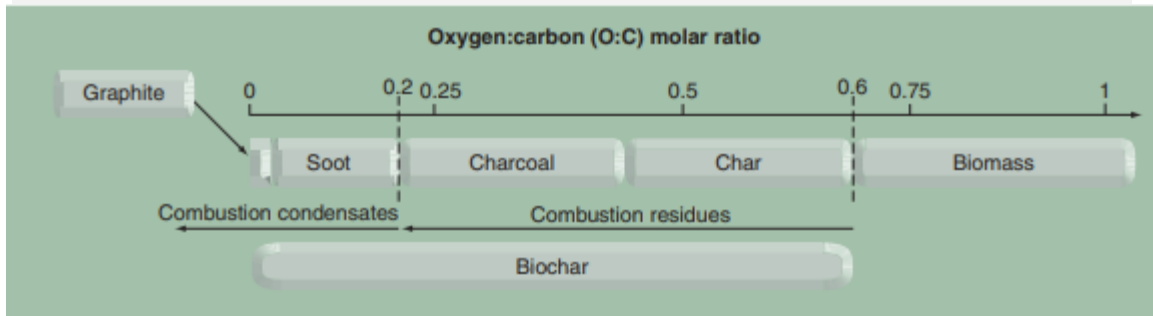 Oxygen:carbon (O:C) molar ratio
Graphite
0 0.2 0.25 0.5 0.6 0.75 1
Soot Charcoal Char Biomass
Combustion condensates Combustion residues
Biochar